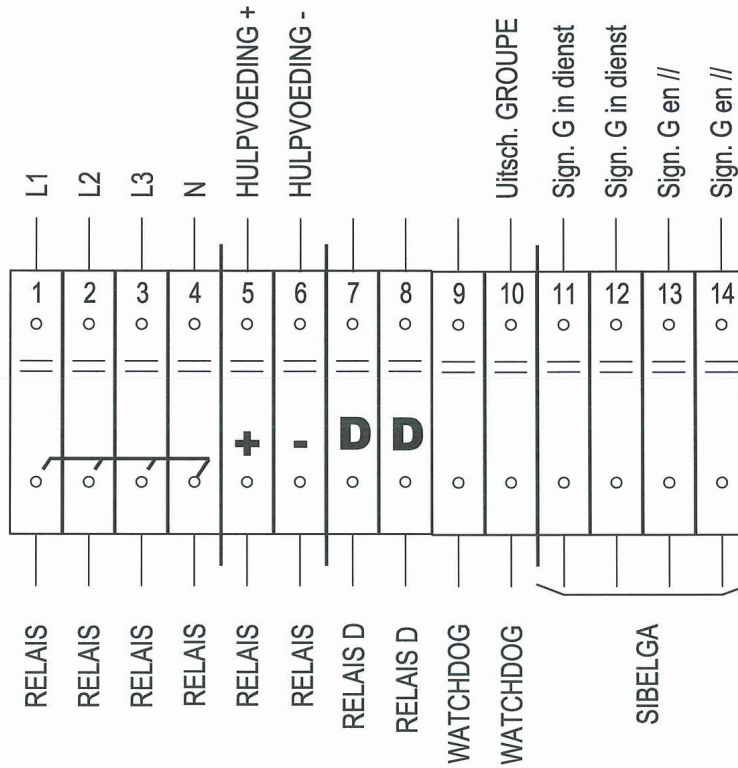 L1
L2
L3
N
HULPVOEDING +
HULPVOEDING -
Uitsch. GROUPE
Sign. G in dienst
Sign. G in dienst
Sign. G en //
Sign. G en //
1 2 3 4 5 6 7 8 9 10 11 12 13 14
+ - D D
RELAIS
RELAIS
RELAIS
RELAIS
RELAIS
RELAIS
RELAIS D
RELAIS D
WATCHDOG
WATCHDOG
SIBELGA